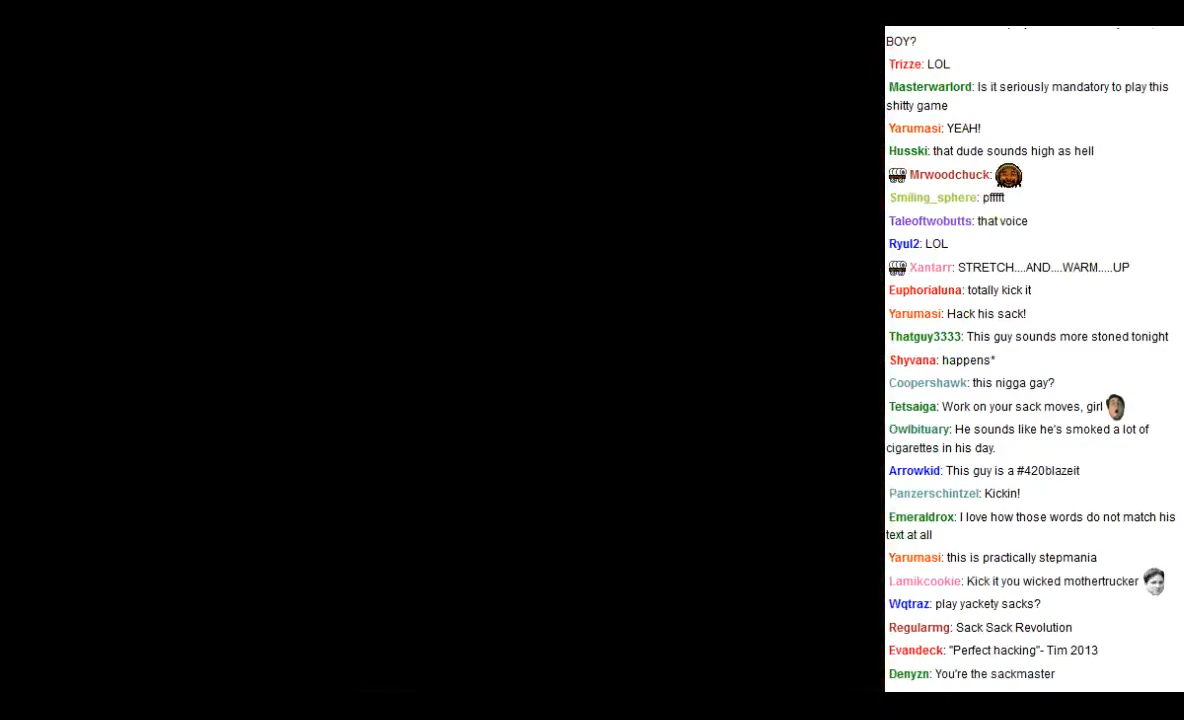 BOY?
Trizze: LOL
Masterwarlord: Is it seriously mandatory to play this
shitty game
Yarumasi: YEAH!
Husski: that dude sounds high as hell
Mrwoodchuck:
Smiling_sphere: pfffft
Taleoftwobutts: that voice
Ryul2: LOL
Xantarr: STRETCH....AND....WARM.....UP
Euphorialuna: totally kick it
Yarumasi: Hack his sack!
Thatguy3333: This guy sounds more stoned tonight
Shyvana: happens*
Coopershawk: this nigga gay?
Tetsaiga: Work on your sack moves, girl
Owlbituary: He sounds like he's smoked a lot of
cigarettes in his day.
Arrowkid: This guy is a #420blazeit
Panzerschintzel: Kickin!
Emeraldrox: I love how those words do not match his
text at all
Yarumasi: this is practically stepmania
Lamikcookie: Kick it you wicked mothertrucker
Wqtraz: play yackety sacks?
Regularmg: Sack Sack Revolution
Evandeck: "Perfect hacking"- Tim 2013
Denyzn: You're the sackmaster